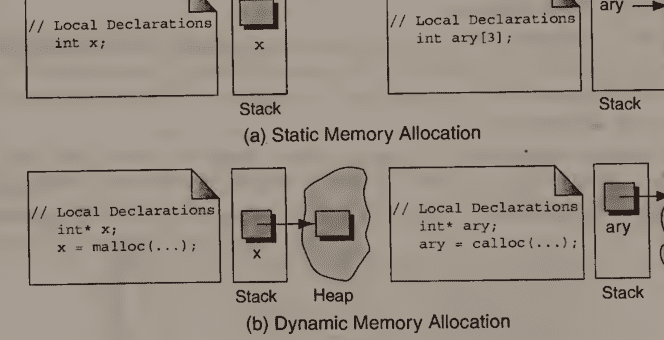 // Local Declarations
int x;
x
Stack
// Local Declarations
int ary[3];
ary
Stack
(a) Static Memory Allocation
// Local Declarations
int* x;
x = malloc(...);
x
Stack
Heap
// Local Declarations
int* ary;
ary = calloc(...);
ary
Stack
(b) Dynamic Memory Allocation